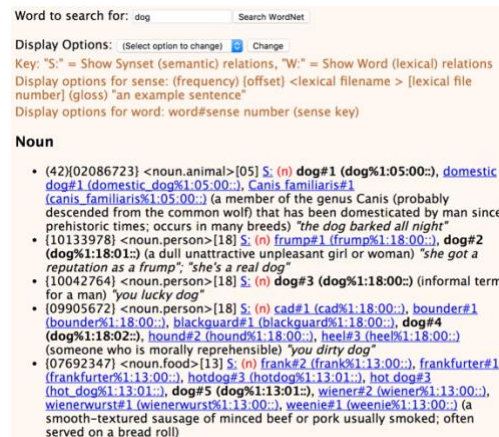 Word to search for: dog Search WordNet
Display Options: (Select option to change) Change
Key: "S:" = Show Synset (semantic) relations, "W:" = Show Word (lexical) relations
Display options for sense: (frequency) {offset} <lexical filename > [lexical file
number] (gloss) "an example sentence"
Display options for word: word#sense number (sense key)
Noun
• (42){02086723} <noun.animal>[05] S: (n) dog#1 (dog%1:05:00::), domestic
dog#1 (domestic_dog%1:05:00::), Canis familiaris#1
(canis_familiaris%1:05:00::) (a member of the genus Canis (probably
descended from the common wolf) that has been domesticated by man since
prehistoric times; occurs in many breeds) "the dog barked all night"
• {10133978} <noun.person>[18] S: (n) frump#1 (frump%1:18:00::), dog#2
(dog%1:18:01::) (a dull unattractive unpleasant girl or woman) "she got a
reputation as a frump"; "she's a real dog"
• {10042764} <noun.person>[18] S: (n) dog#3 (dog%1:18:00::) (informal term
for a man) "you lucky dog"
• {09905672} <noun.person>[18] S: (n) cad#1 (cad%1:18:00::), bounder#1
(bounder%1:18:00::), blackguard#1 (blackguard%1:18:00::), dog#4
(dog%1:18:02::), hound#2 (hound%1:18:00::), heel#3 (heel%1:18:00::)
(someone who is morally reprehensible) "you dirty dog"
• {07692347} <noun.food>[13] S: (n) frank#2 (frank%1:13:00::), frankfurter#1
(frankfurter%1:13:00::), hotdog#3 (hotdog%1:13:01::), hot dog#3
(hot_dog%1:13:01::), dog#5 (dog%1:13:01::), wiener#2 (wiener%1:13:00::),
wienerwurst#1 (wienerwurst%1:13:00::), weenie#1 (weenie%1:13:00::) (a
smooth-textured sausage of minced beef or pork usually smoked; often
served on a bread roll)